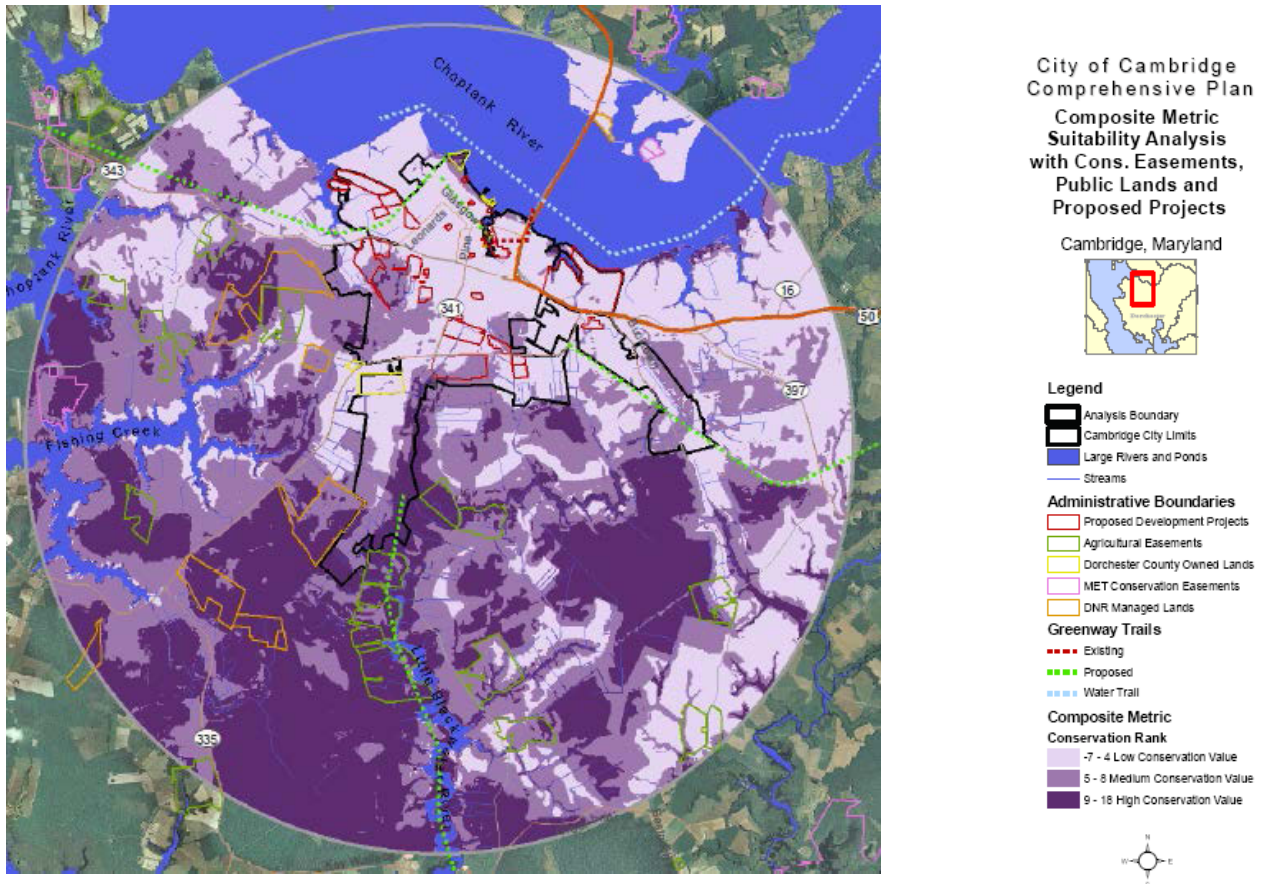 City of Cambridge
Comprehensive Plan
Composite Metric
Suitability Analysis
with Cons. Easements,
Public Lands and
Proposed Projects
Cambridge, Maryland
Dorchester
Legend
Analysis Boundary
Cambridge City Limits
Large Rivers and Ponds
Streams
Administrative Boundaries
Proposed Development Projects
Agricultural Easements
Dorchester County Owned Lands
MET Conservation Easements
DNR Managed Lands
Greenway Trails
Existing
Proposed
Water Trail
Composite Metric
Conservation Rank
-7 - 4 Low Conservation Value
5 - 8 Medium Conservation Value
9 - 18 High Conservation Value
N
W
E
Choptank River
343
Glasgow
Leonards
Pine
341
16
50
397
Choptank River
Fishing Creek
335
River